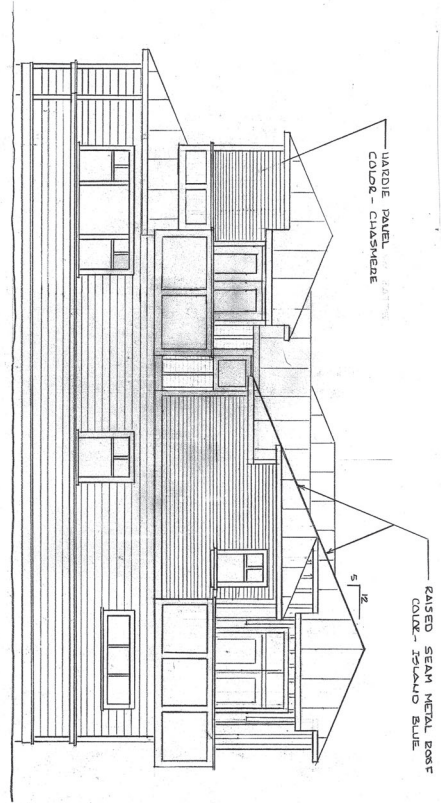 HARDIE PANEL
COLOR - CHASMERE
RAISED SEAM METAL ROOF
COLOR - ISLAND BLUE
12
5